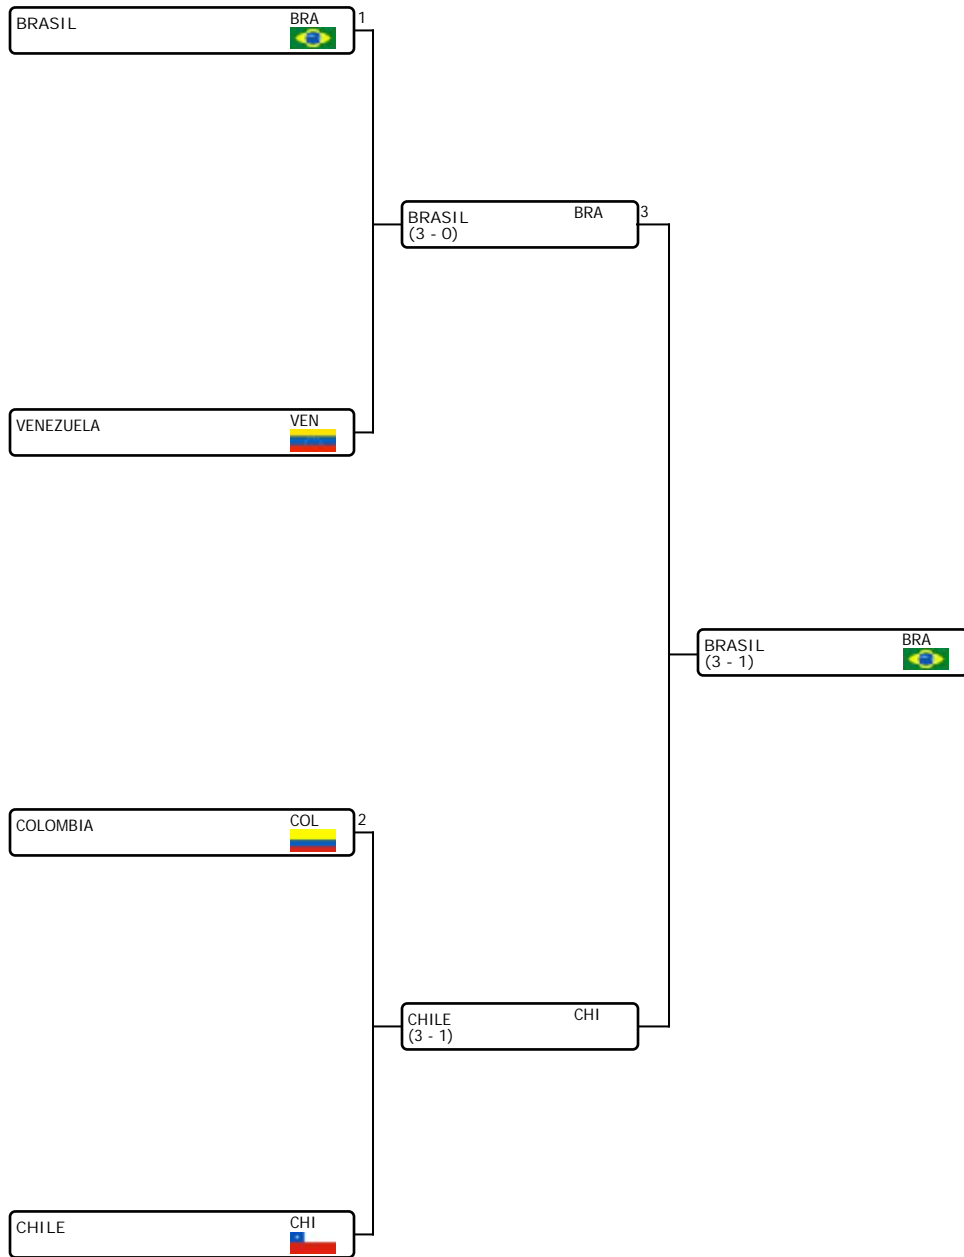 BRASIL BRA 1
BRASIL BRA 3
(3 - 0)
VENEZUELA VEN
BRASIL BRA
(3 - 1)
COLOMBIA COL 2
CHILE CHI
(3 - 1)
CHILE CHI